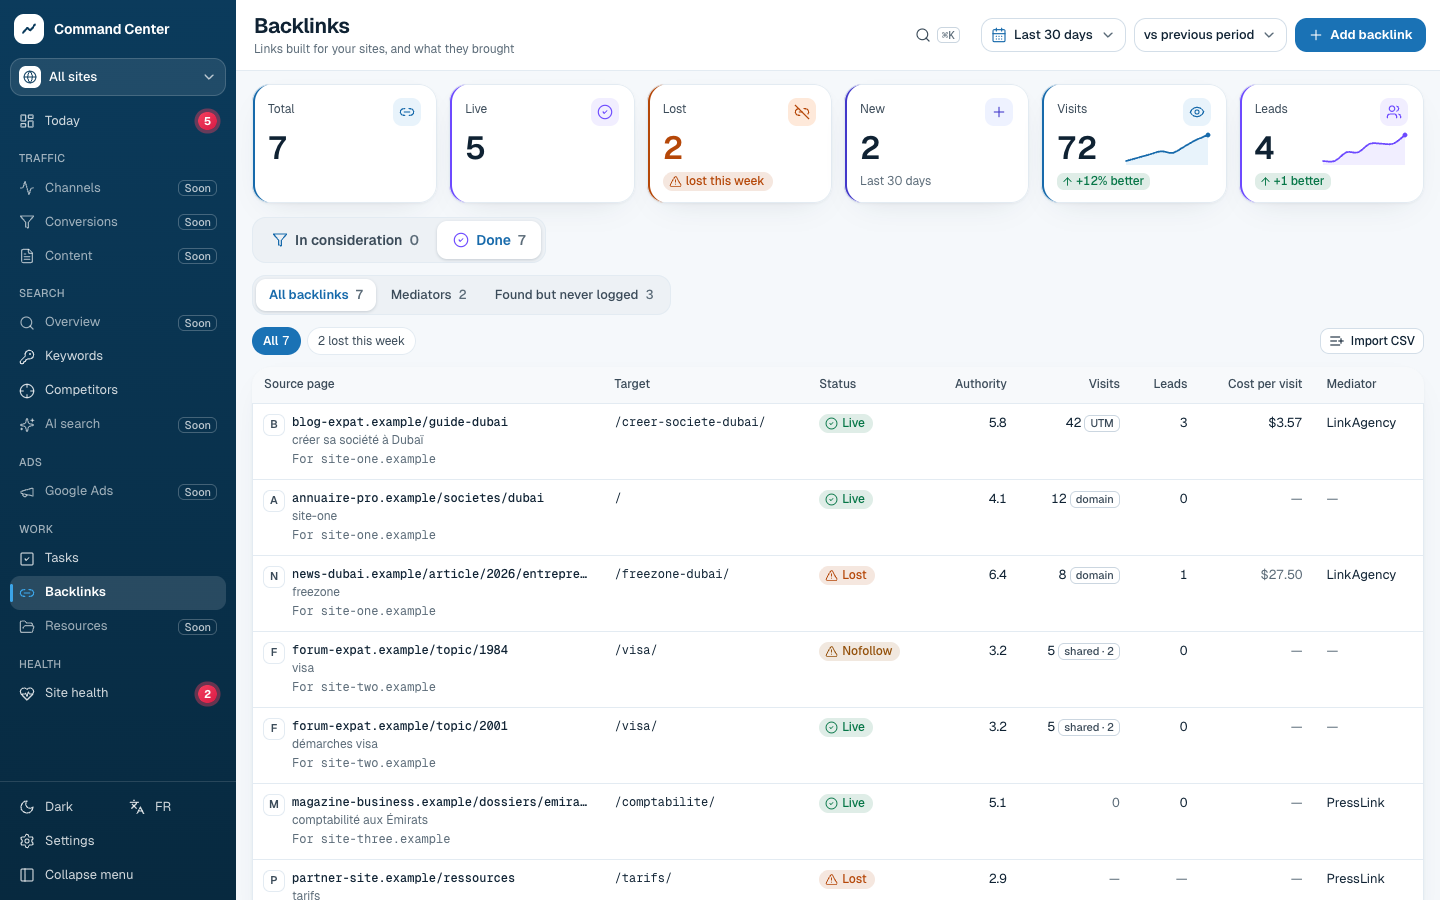 Command Center
All sites
Today 5
TRAFFIC
Channels Soon
Conversions Soon
Content Soon
SEARCH
Overview Soon
Keywords
Competitors
AI search Soon
ADS
Google Ads Soon
WORK
Tasks
Backlinks
Resources Soon
HEALTH
Site health 2
Dark FR
Settings
Collapse menu
Backlinks
Links built for your sites, and what they brought
⌘K
Last 30 days
vs previous period
Add backlink
Total
7
Live
5
Lost
2
lost this week
New
2
Last 30 days
Visits
72
+12% better
Leads
4
+1 better
In consideration 0
Done 7
All backlinks 7
Mediators 2
Found but never logged 3
All 7
2 lost this week
Import CSV
Source page Target Status Authority Visits Leads Cost per visit Mediator
B blog-expat.example/guide-dubai /creer-societe-dubai/ Live 5.8 42 UTM 3 $3.57 LinkAgency
créer sa société à Dubaï
For site-one.example
A annuaire-pro.example/societes/dubai / Live 4.1 12 domain 0 — —
site-one
For site-one.example
N news-dubai.example/article/2026/entrepre… /freezone-dubai/ Lost 6.4 8 domain 1 $27.50 LinkAgency
freezone
For site-one.example
F forum-expat.example/topic/1984 /visa/ Nofollow 3.2 5 shared · 2 0 — —
visa
For site-two.example
F forum-expat.example/topic/2001 /visa/ Live 3.2 5 shared · 2 0 — —
démarches visa
For site-two.example
M magazine-business.example/dossiers/emira… /comptabilite/ Live 5.1 0 0 — PressLink
comptabilité aux Émirats
For site-three.example
P partner-site.example/ressources /tarifs/ Lost 2.9 — — — PressLink
tarifs